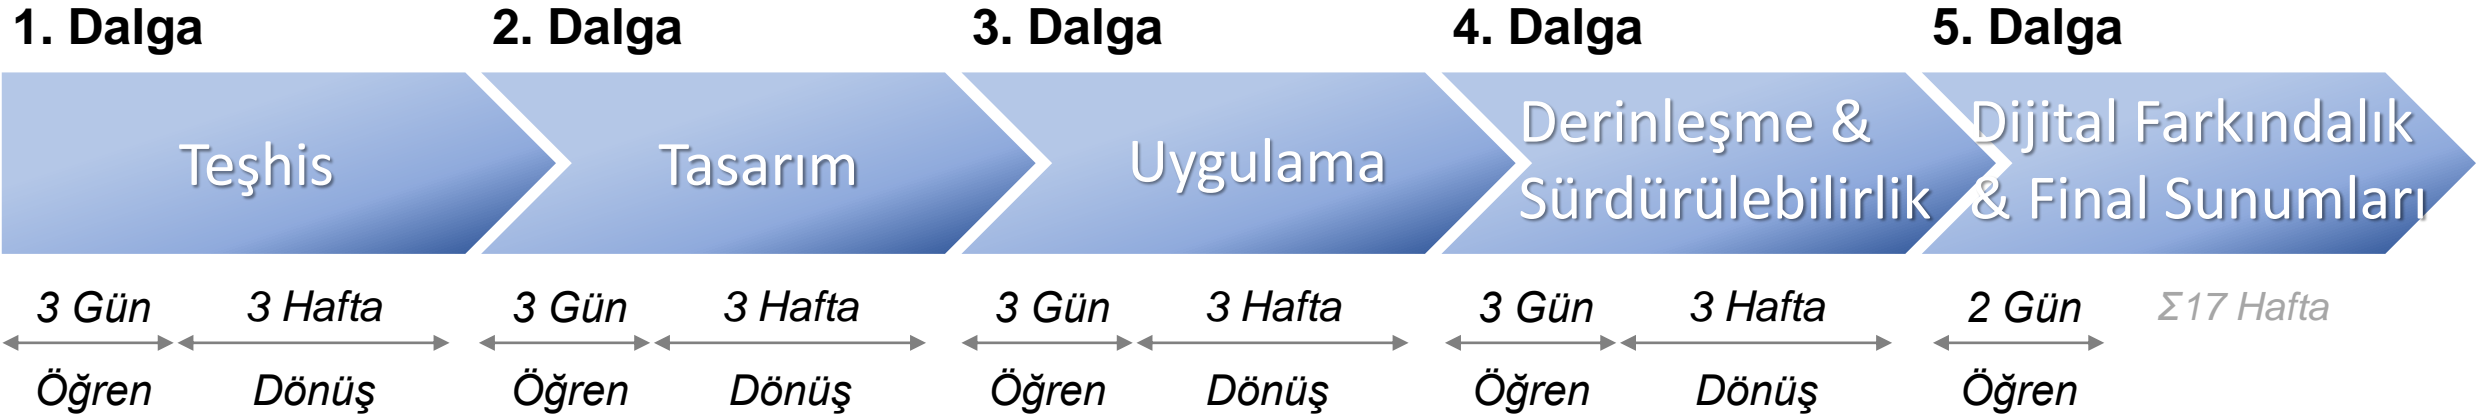 1. Dalga 2. Dalga 3. Dalga 4. Dalga 5. Dalga
Teşhis
Tasarım
Uygulama
Derinleşme &
Sürdürülebilirlik
Dijital Farkındalık
& Final Sunumları
3 Gün 3 Hafta 3 Gün 3 Hafta 3 Gün 3 Hafta 3 Gün 3 Hafta 2 Gün Σ17 Hafta
Öğren Dönüş Öğren Dönüş Öğren Dönüş Öğren Dönüş Öğren